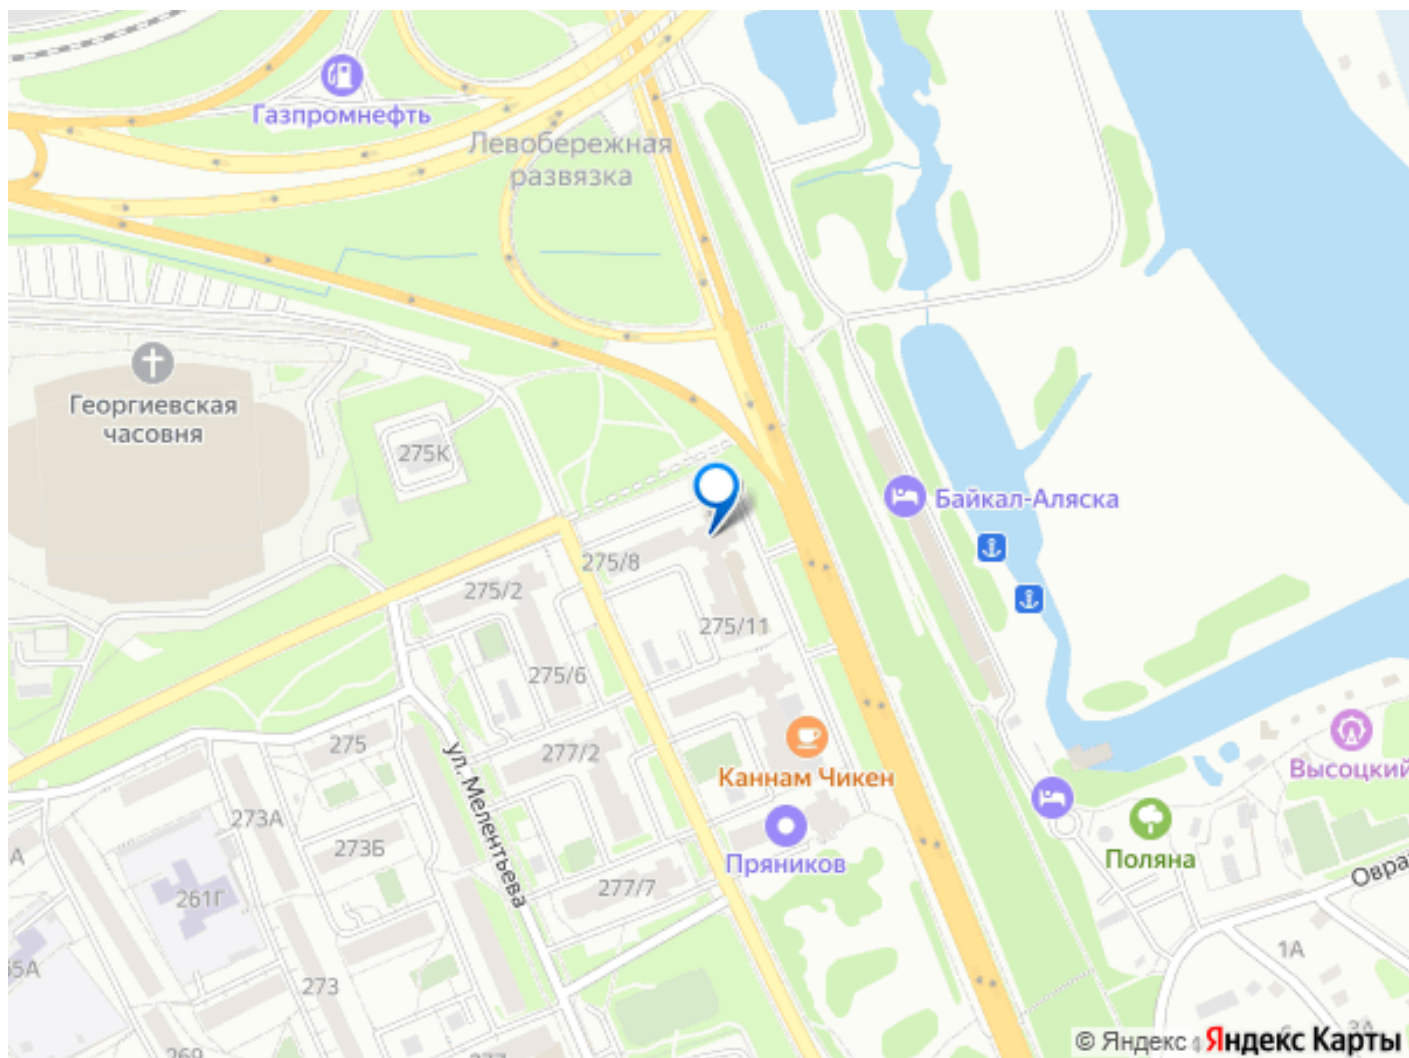 Газпромнефть
Левобережная
развязка
Георгиевская
часовня
275К
Байкал-Аляска
275/8
275/2
275/11
275/6
275
277/2
ул. Мелентьева
Каннам Чикен
Высоцкий
273А
273Б
Пряников
Поляна
261Г
277/7
Овра
1А
273
© Яндекс
Яндекс Карты